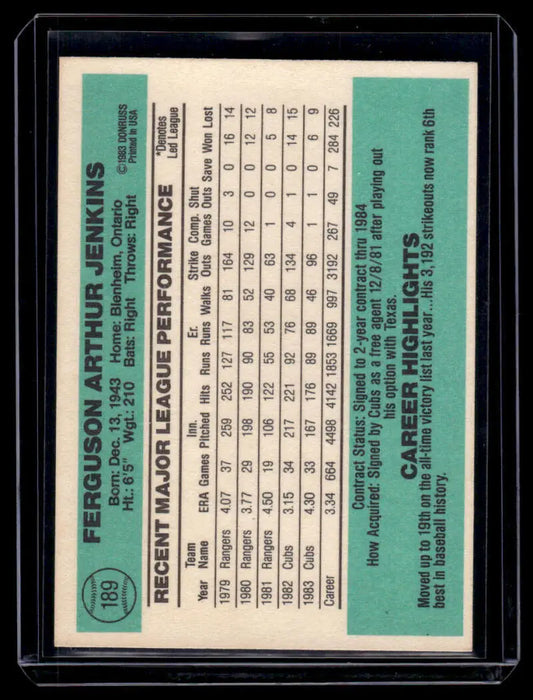 189
FERGUSON ARTHUR JENKINS
Born: Dec. 13, 1943 Home: Blenheim, Ontario
Ht.: 6'5" Wgt.: 210 Bats: Right Throws: Right
©1983 DONRUSS
Printed in USA
RECENT MAJOR LEAGUE PERFORMANCE
*Denotes
Led League
Team Inn. Er. Strike Comp. Shut
Year Name ERA Games Pitched Hits Runs Runs Walks Outs Games Outs Save Won Lost
1979 Rangers 4.07 37 259 252 127 117 81 164 10 3 0 16 14
1980 Rangers 3.77 29 198 190 90 83 52 129 12 0 0 12 12
1981 Rangers 4.50 19 106 122 55 53 40 63 1 0 0 5 8
1982 Cubs 3.15 34 217 221 92 76 68 134 4 1 0 14 15
1983 Cubs 4.30 33 167 176 89 89 46 96 1 1 0 6 9
Career 3.34 664 4498 4142 1853 1669 997 3192 267 49 7 284 226
Contract Status: Signed to 2-year contract thru 1984
How Acquired: Signed by Cubs as a free agent 12/8/81 after playing out
his option with Texas.
CAREER HIGHLIGHTS
Moved up to 19th on the all-time victory list last year...His 3,192 strikeouts now rank 6th
best in baseball history.